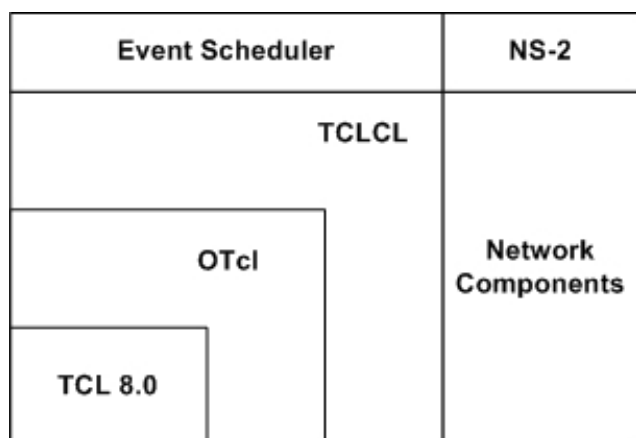 Event Scheduler
NS-2
TCLCL
OTcl
Network
Components
TCL 8.0